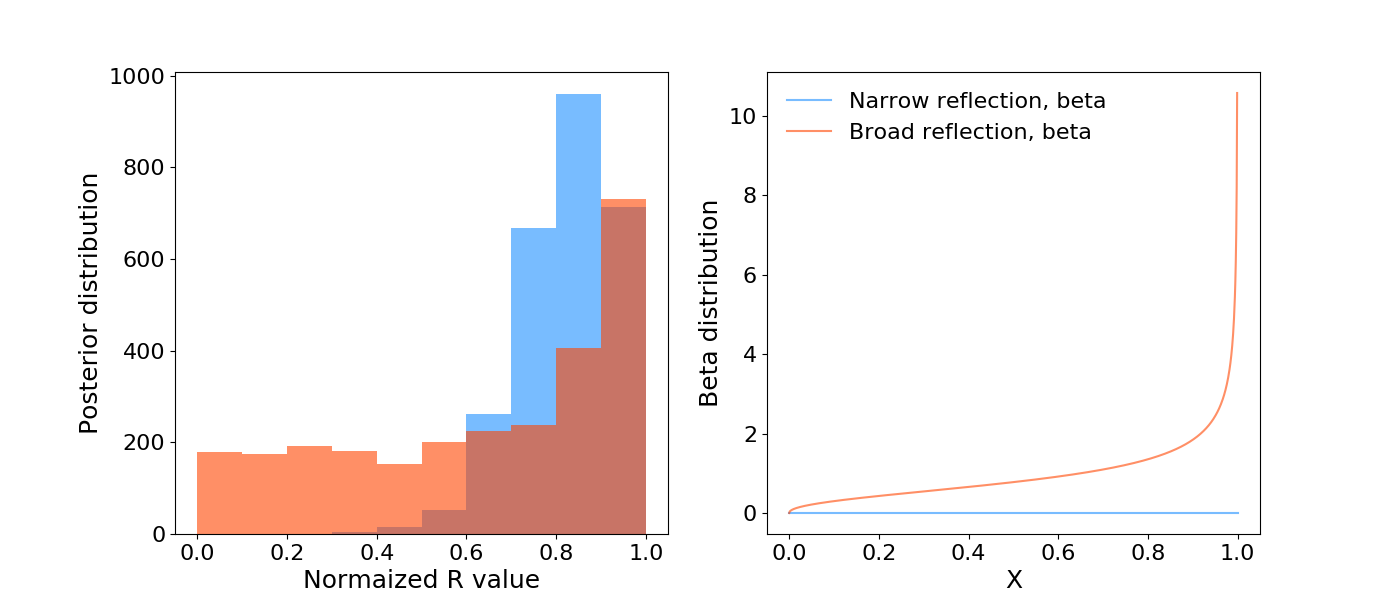 1000
800
600
400
200
0
0.0 0.2 0.4 0.6 0.8 1.0
Normaized R value
Posterior distribution
Narrow reflection, beta
Broad reflection, beta
10
8
6
4
2
0
0.0 0.2 0.4 0.6 0.8 1.0
X
Beta distribution